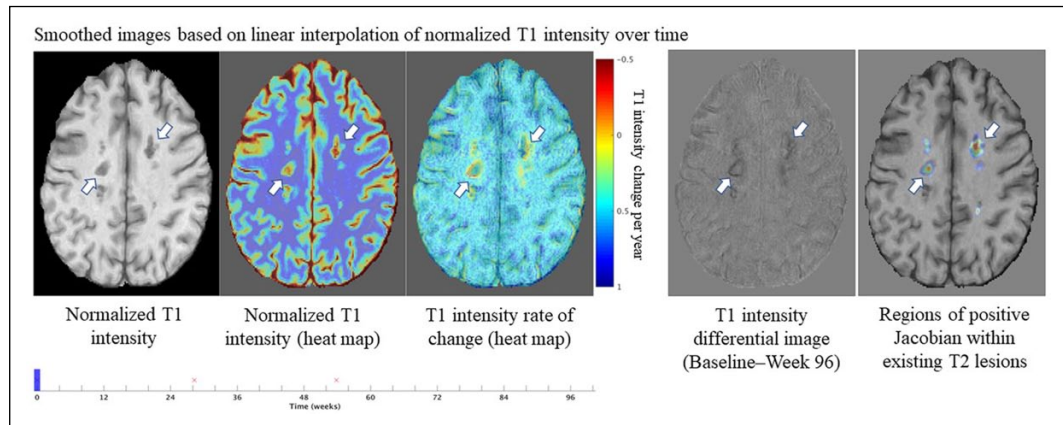 Smoothed images based on linear interpolation of normalized T1 intensity over time
-0.5
0
0.5
1
T1 intensity change per year
Normalized T1
intensity
Normalized T1
intensity (heat map)
T1 intensity rate of
change (heat map)
T1 intensity
differential image
(Baseline–Week 96)
Regions of positive
Jacobian within
existing T2 lesions
0 12 24 36 48 60 72 84 96
Time (weeks)